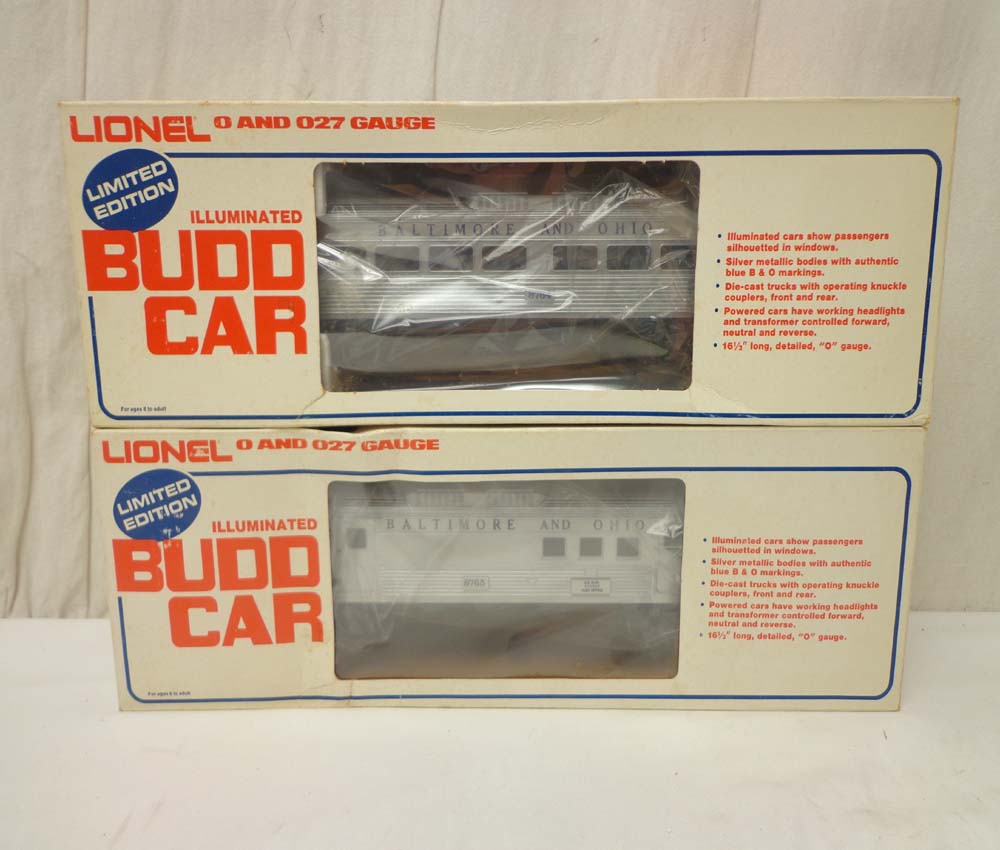 LIONEL O AND O27 GAUGE
LIMITED
EDITION
ILLUMINATED
BUDD
CAR
For ages 8 to adult
BALTIMORE AND OHIO
8764
• Illuminated cars show passengers
silhouetted in windows.
• Silver metallic bodies with authentic
blue B & O markings.
• Die-cast trucks with operating knuckle
couplers, front and rear.
• Powered cars have working headlights
and transformer controlled forward,
neutral and reverse.
• 16½" long, detailed, "O" gauge.
LIONEL O AND O27 GAUGE
LIMITED
EDITION
ILLUMINATED
BUDD
CAR
For ages 8 to adult
BALTIMORE AND OHIO
8765
• Illuminated cars show passengers
silhouetted in windows.
• Silver metallic bodies with authentic
blue B & O markings.
• Die-cast trucks with operating knuckle
couplers, front and rear.
• Powered cars have working headlights
and transformer controlled forward,
neutral and reverse.
• 16½" long, detailed, "O" gauge.